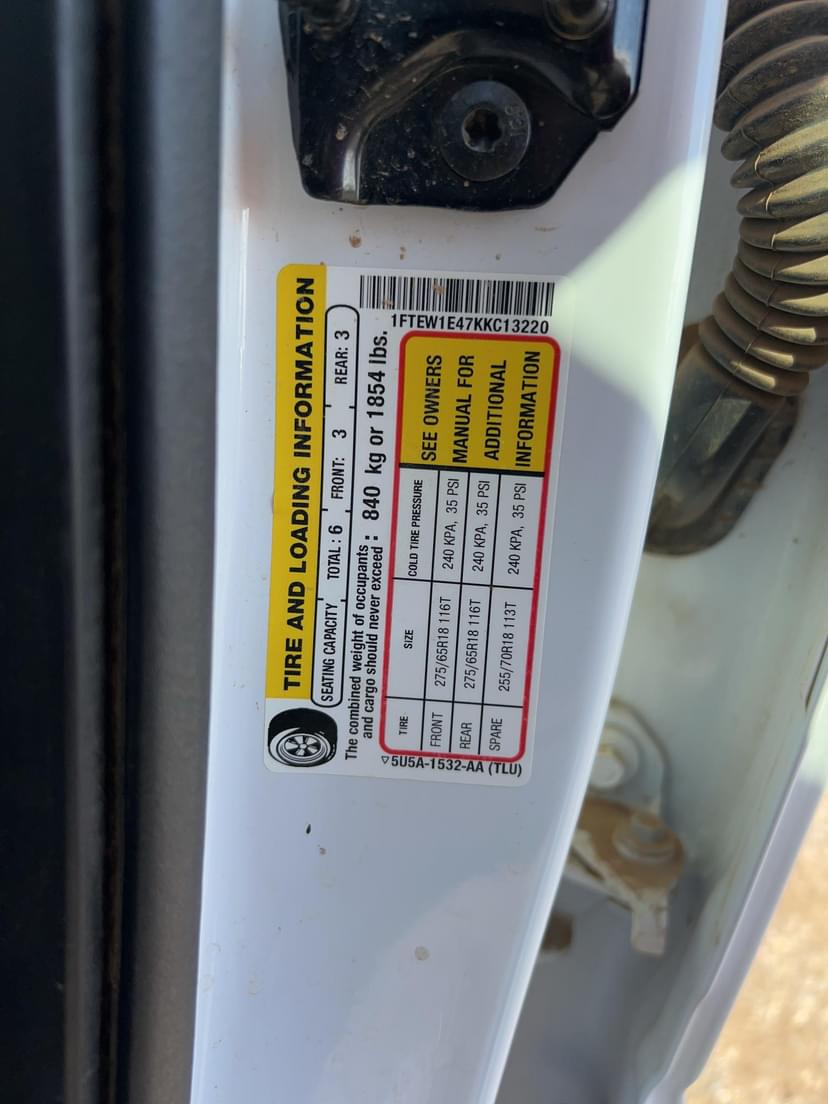 TIRE AND LOADING INFORMATION
SEATING CAPACITY TOTAL: 6 FRONT: 3 REAR: 3
The combined weight of occupants and cargo should never exceed : 840 kg or 1854 lbs.
TIRE SIZE COLD TIRE PRESSURE
FRONT 275/65R18 116T 240 KPA, 35 PSI
REAR 275/65R18 116T 240 KPA, 35 PSI
SPARE 255/70R18 113T 240 KPA, 35 PSI
SEE OWNERS
MANUAL FOR
ADDITIONAL
INFORMATION
5U5A-1532-AA (TLU)
1FTEW1E47KKC13220